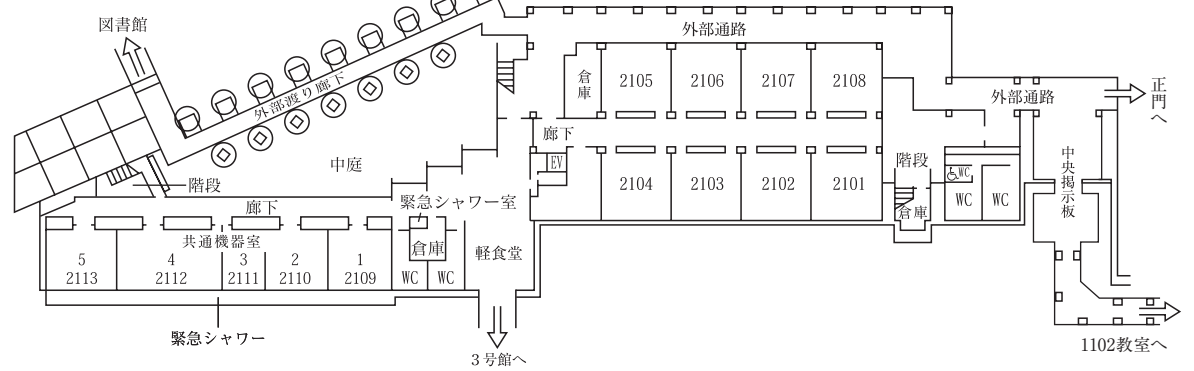 図書館
外部渡り廊下
外部通路
倉庫
2105 2106 2107 2108
外部通路
正門へ
廊下
EV
中庭
階段
階段
WC
WC WC
中央掲示板
2104 2103 2102 2101
倉庫
緊急シャワー室
廊下
共通機器室
倉庫
軽食堂
5 4 3 2 1
2113 2112 2111 2110 2109
WC WC
緊急シャワー
3号館へ
1102教室へ